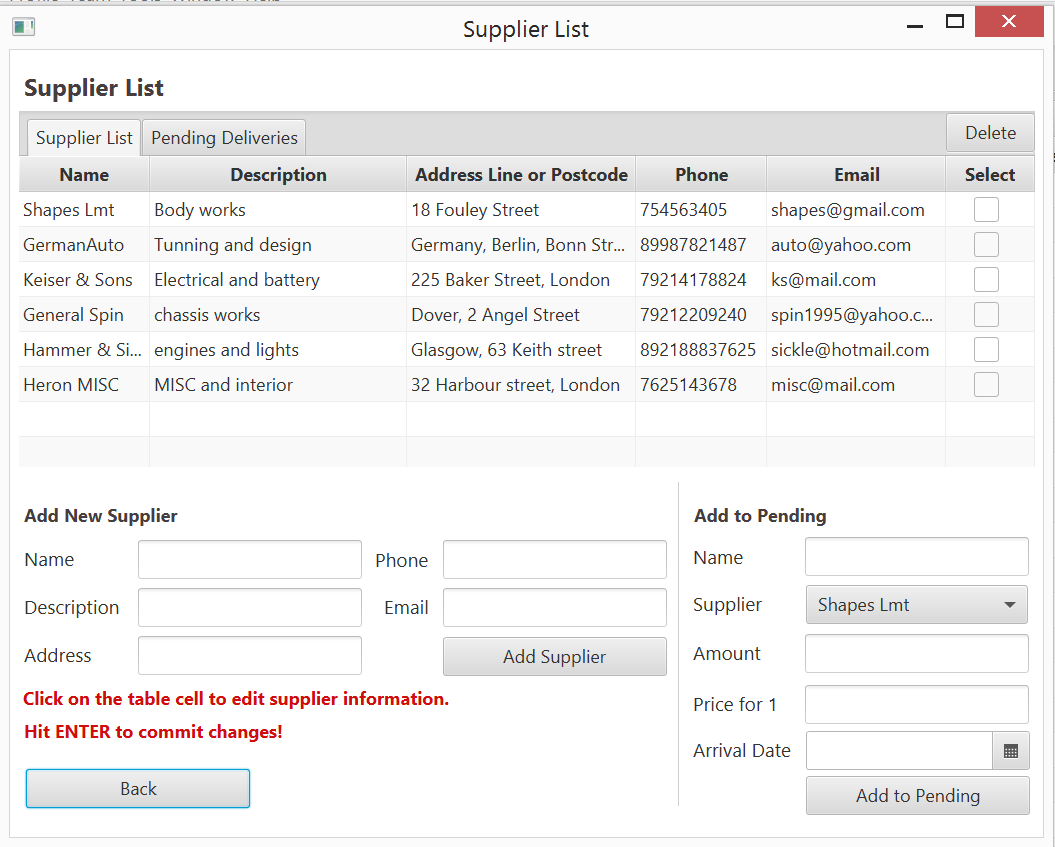 Supplier List
Supplier List
Supplier List Pending Deliveries Delete
Name Description Address Line or Postcode Phone Email Select
Shapes Lmt Body works 18 Fouley Street 754563405 shapes@gmail.com
GermanAuto Tunning and design Germany, Berlin, Bonn Str... 89987821487 auto@yahoo.com
Keiser & Sons Electrical and battery 225 Baker Street, London 79214178824 ks@mail.com
General Spin chassis works Dover, 2 Angel Street 79212209240 spin1995@yahoo.c...
Hammer & Si... engines and lights Glasgow, 63 Keith street 892188837625 sickle@hotmail.com
Heron MISC MISC and interior 32 Harbour street, London 7625143678 misc@mail.com
Add New Supplier
Name Phone
Description Email
Address Add Supplier
Click on the table cell to edit supplier information.
Hit ENTER to commit changes!
Back
Add to Pending
Name
Supplier Shapes Lmt
Amount
Price for 1
Arrival Date
Add to Pending